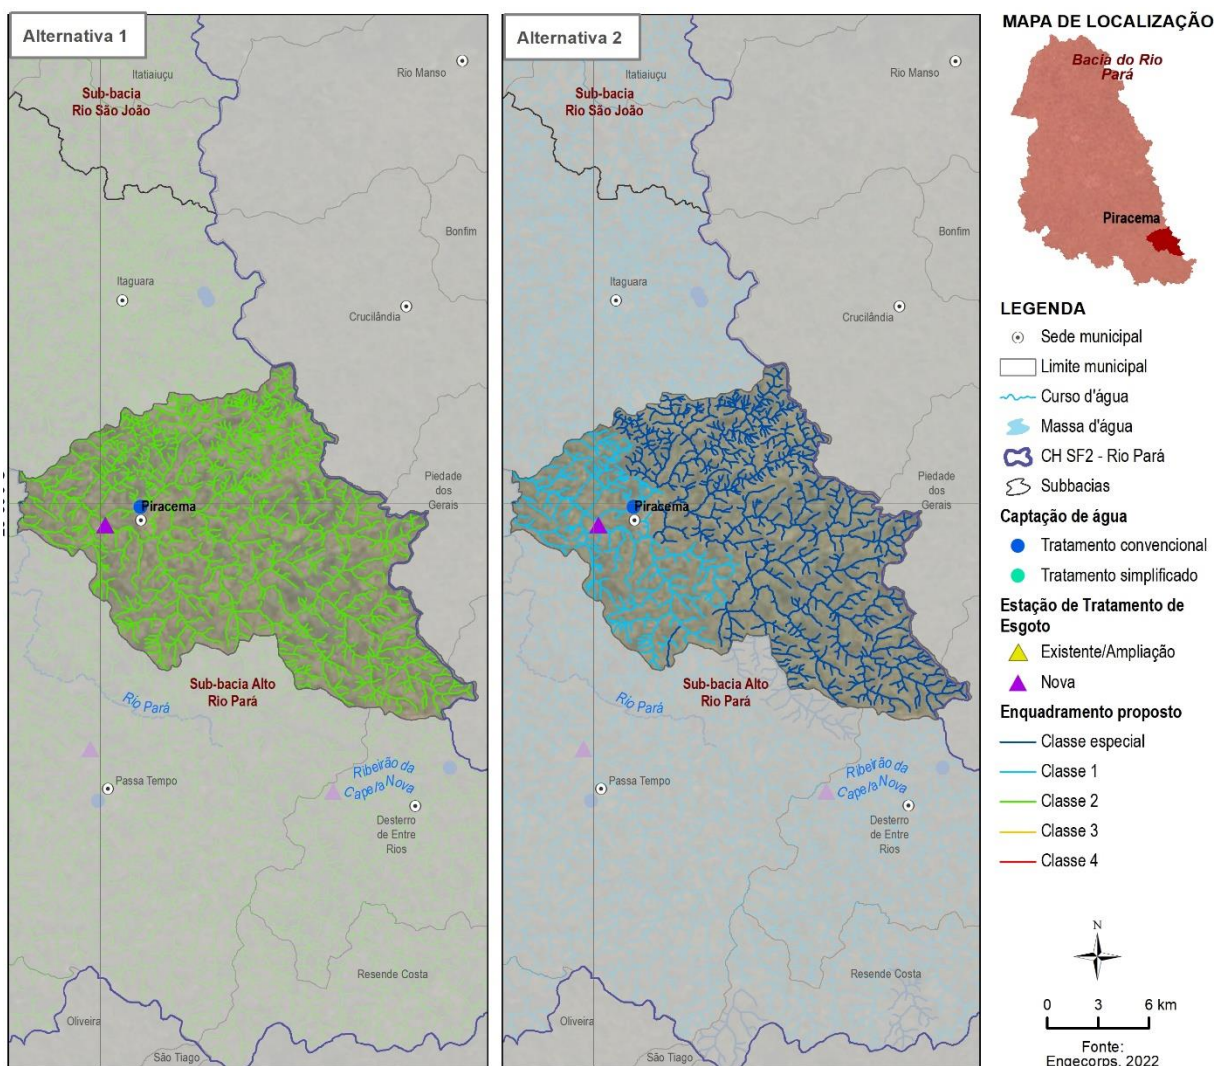 Alternativa 1
Itatiaiuçu
Rio Manso
Sub-bacia
Rio São João
Bonfim
Itaguara
Crucilândia
Piedade
dos
Gerais
Piracema
Sub-bacia Alto
Rio Pará
Rio Pará
Ribeirão da
Capela Nova
Passa Tempo
Desterro
de Entre
Rios
Resende Costa
Oliveira
São Tiago
Alternativa 2
Itatiaiuçu
Rio Manso
Sub-bacia
Rio São João
Bonfim
Itaguara
Crucilândia
Piedade
dos
Gerais
Piracema
Sub-bacia Alto
Rio Pará
Rio Pará
Ribeirão da
Capela Nova
Passa Tempo
Desterro
de Entre
Rios
Resende Costa
Oliveira
São Tiago
MAPA DE LOCALIZAÇÃO
Bacia do Rio
Pará
Piracema
LEGENDA
Sede municipal
Limite municipal
Curso d'água
Massa d'água
CH SF2 - Rio Pará
Subbacias
Captação de água
Tratamento convencional
Tratamento simplificado
Estação de Tratamento de
Esgoto
Existente/Ampliação
Nova
Enquadramento proposto
Classe especial
Classe 1
Classe 2
Classe 3
Classe 4
N
0 3 6 km
Fonte:
Engecorps, 2022